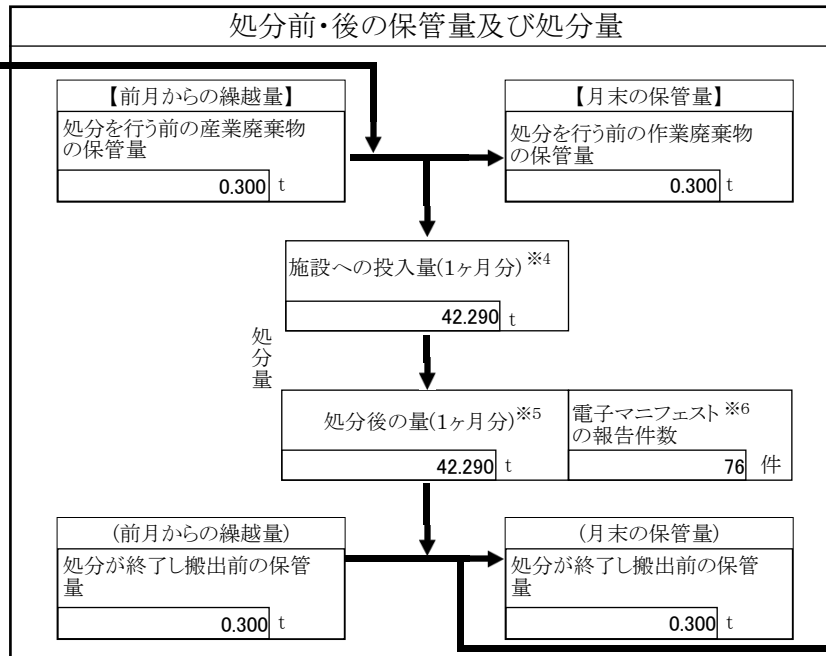 処分前・後の保管量及び処分量
【前月からの繰越量】
処分を行う前の産業廃棄物
の保管量
0.300 t
【月末の保管量】
処分を行う前の作業廃棄物
の保管量
0.300 t
施設への投入量(1ヶ月分)※4
42.290 t
処分量
処分後の量(1ヶ月分)※5
42.290 t
電子マニフェスト※6
の報告件数
76 件
(前月からの繰越量)
処分が終了し搬出前の保管
量
0.300 t
(月末の保管量)
処分が終了し搬出前の保管
量
0.300 t